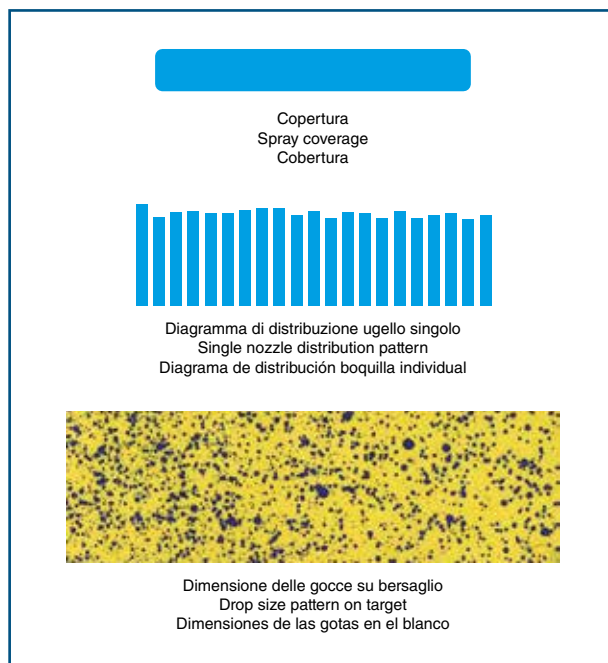 Copertura
Spray coverage
Cobertura
Diagramma di distribuzione ugello singolo
Single nozzle distribution pattern
Diagrama de distribución boquilla individual
Dimensione delle gocce su bersaglio
Drop size pattern on target
Dimensiones de las gotas en el blanco